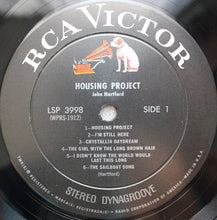 RCA VICTOR
HOUSING PROJECT
John Hartford
LSP 3998
(WPRS-1912)
SIDE 1
1—HOUSING PROJECT
2—I'M STILL HERE
3—CRYSTALLIA DAYDREAM
4—THE GIRL WITH THE LONG BROWN HAIR
5—I DIDN'T KNOW THE WORLD WOULD
LAST THIS LONG
6—THE SAILBOAT SONG
(Hartford)
STEREO DYNAGROOVE